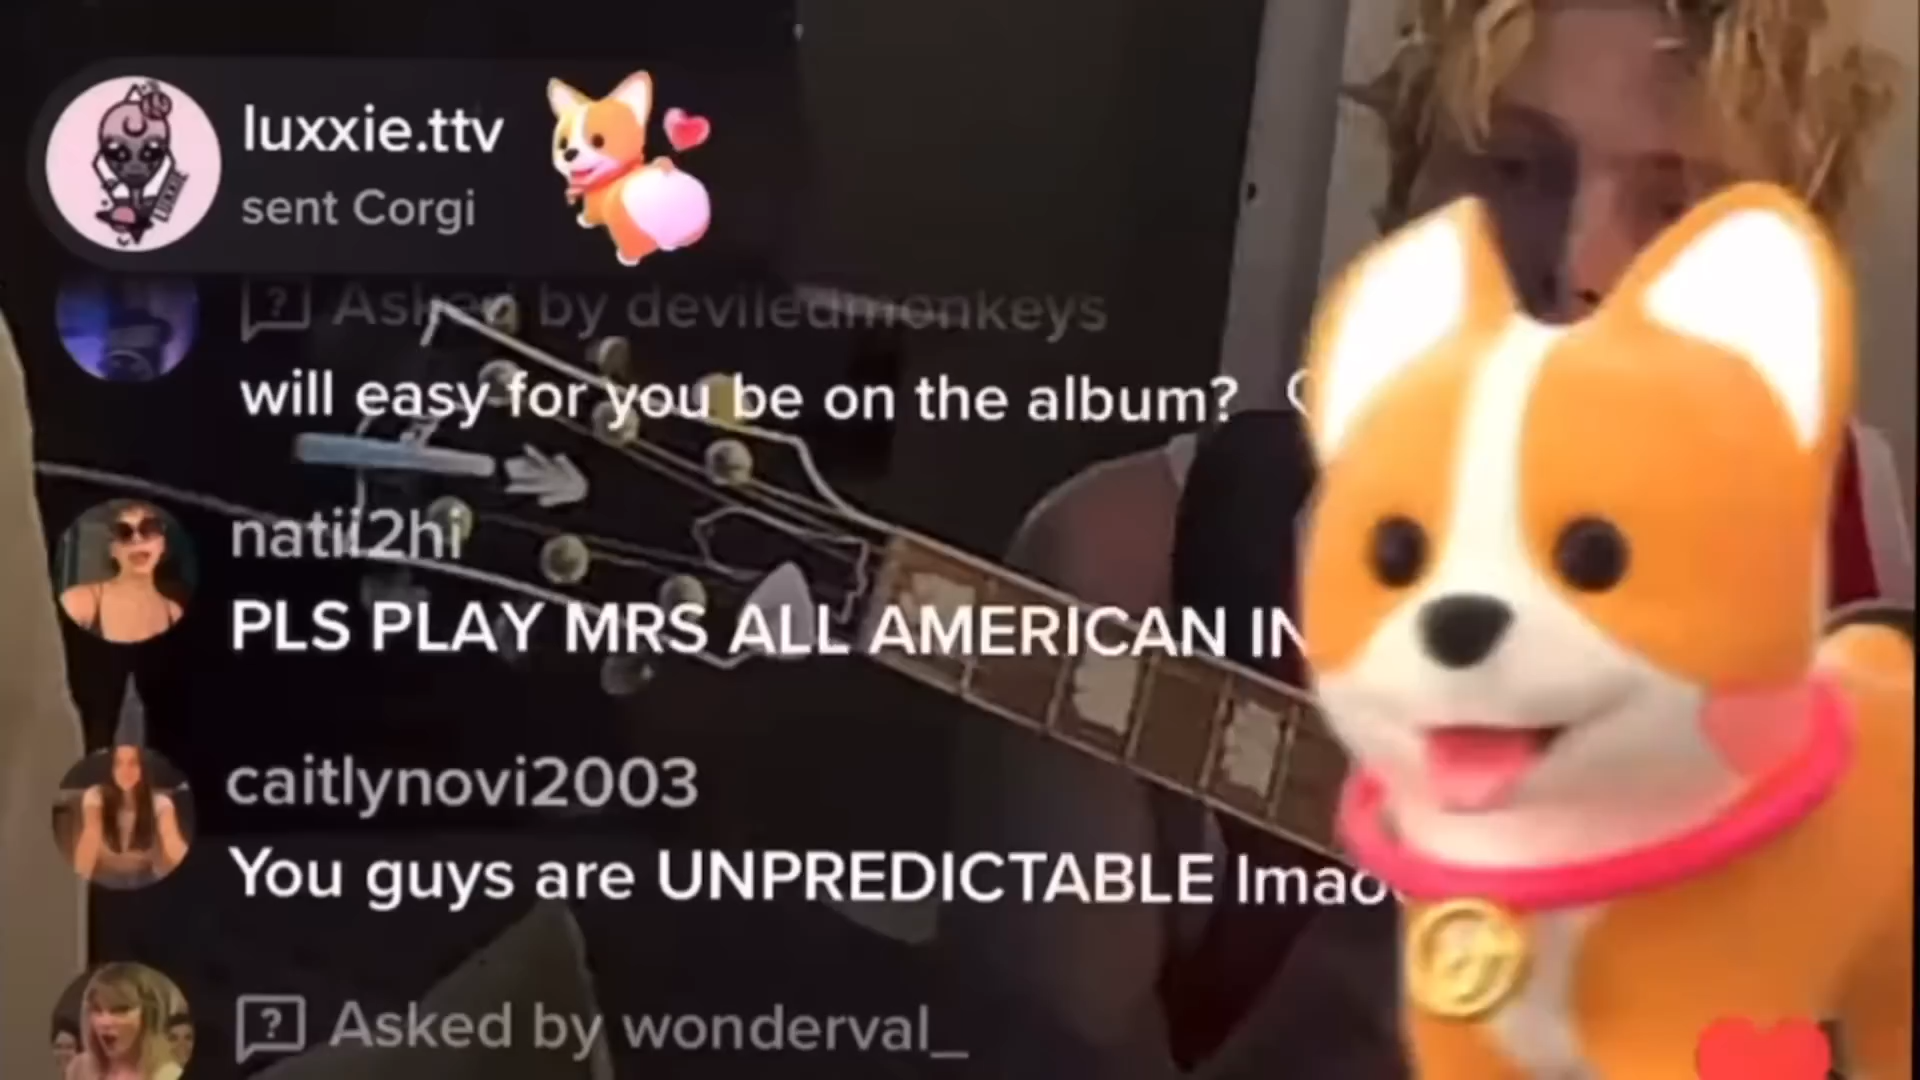 luxxie.ttv
sent Corgi
Asked by deviledmonkeys
will easy for you be on the album?
natii2hi
PLS PLAY MRS ALL AMERICAN
caitlynovi2003
You guys are UNPREDICTABLE lmao
Asked by wonderval_